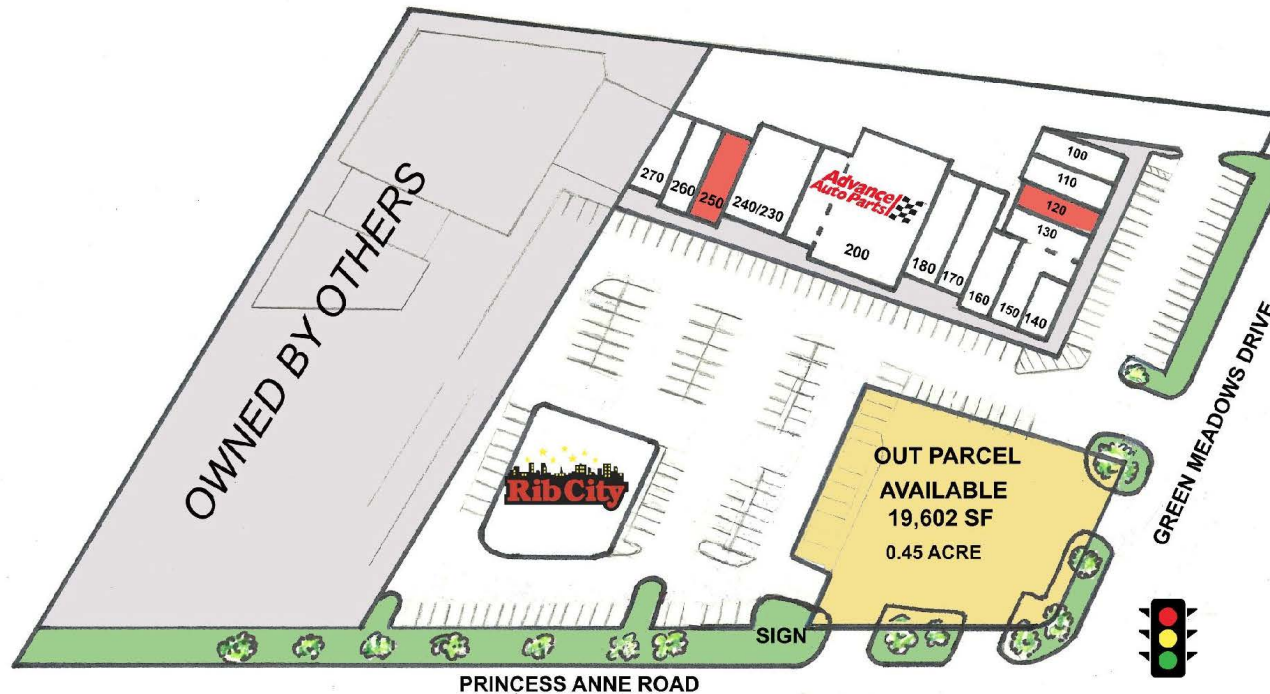 OWNED BY OTHERS
270
260
250
240/230
Advance
Auto Parts
200
180
170
160
150
140
100
110
120
130
Rib City
OUT PARCEL
AVAILABLE
19,602 SF
0.45 ACRE
GREEN MEADOWS DRIVE
SIGN
PRINCESS ANNE ROAD